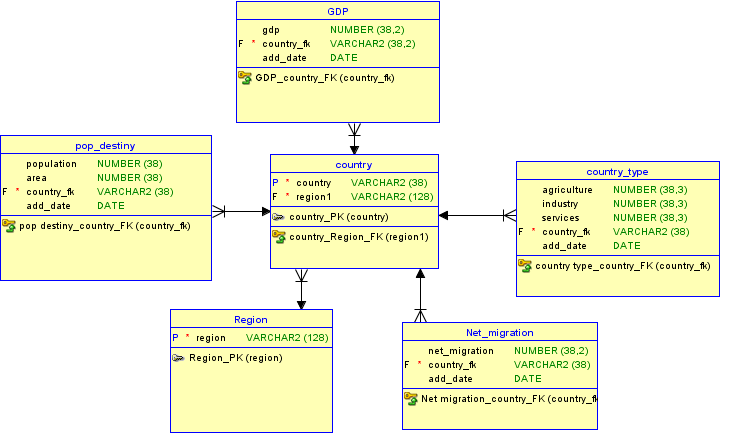 GDP
gdp NUMBER (38,2)
F * country_fk VARCHAR2 (38,2)
add_date DATE
GDP_country_FK (country_fk)
pop_destiny
population NUMBER (38)
area NUMBER (38)
F * country_fk VARCHAR2 (38)
add_date DATE
pop destiny_country_FK (country_fk)
country
P * country VARCHAR2 (38)
F * region1 VARCHAR2 (128)
country_PK (country)
country_Region_FK (region1)
country_type
agriculture NUMBER (38,3)
industry NUMBER (38,3)
services NUMBER (38,3)
F * country_fk VARCHAR2 (38)
add_date DATE
country type_country_FK (country_fk)
Region
P * region VARCHAR2 (128)
Region_PK (region)
Net_migration
net_migration NUMBER (38,2)
F * country_fk VARCHAR2 (38)
add_date DATE
Net migration_country_FK (country_fk